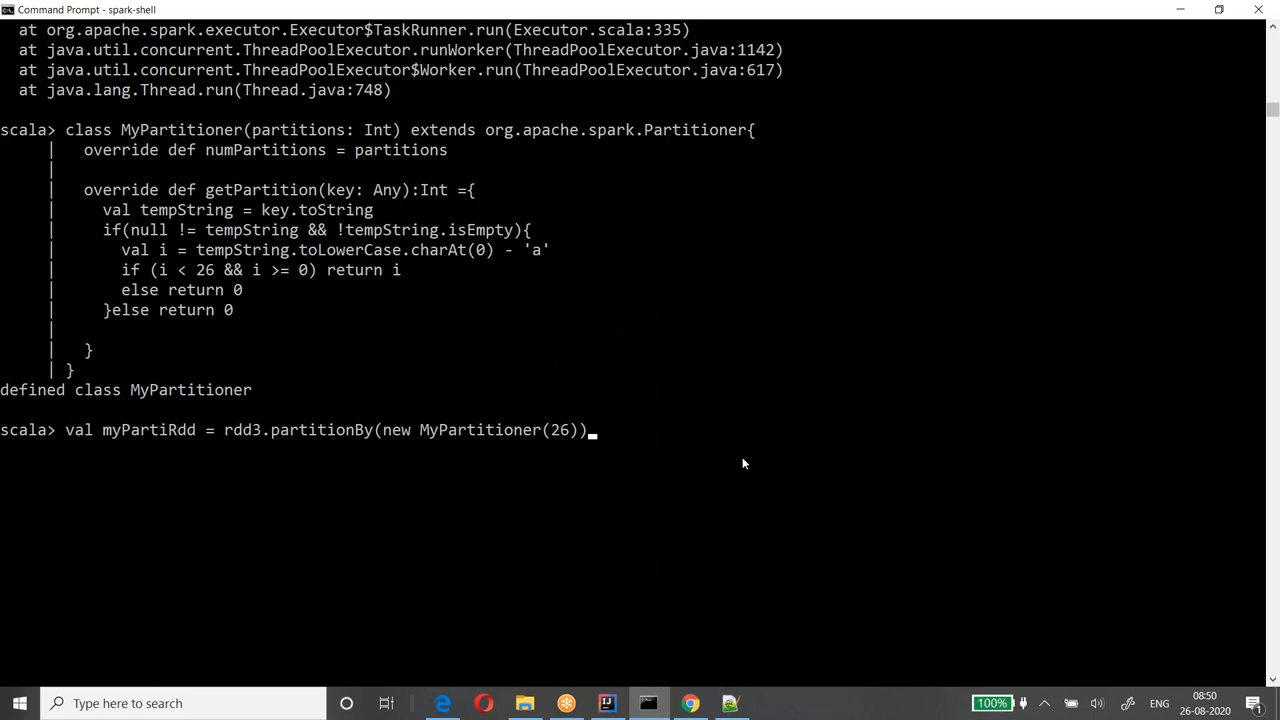 Command Prompt - spark-shell
at org.apache.spark.executor.Executor$TaskRunner.run(Executor.scala:335)
at java.util.concurrent.ThreadPoolExecutor.runWorker(ThreadPoolExecutor.java:1142)
at java.util.concurrent.ThreadPoolExecutor$Worker.run(ThreadPoolExecutor.java:617)
at java.lang.Thread.run(Thread.java:748)
scala> class MyPartitioner(partitions: Int) extends org.apache.spark.Partitioner{
| override def numPartitions = partitions
|
| override def getPartition(key: Any):Int ={
| val tempString = key.toString
| if(null != tempString && !tempString.isEmpty){
| val i = tempString.toLowerCase.charAt(0) - 'a'
| if (i < 26 && i >= 0) return i
| else return 0
| }else return 0
|
| }
| }
defined class MyPartitioner
scala> val myPartiRdd = rdd3.partitionBy(new MyPartitioner(26))
Type here to search
100%
ENG
08:50
26-08-2020
1